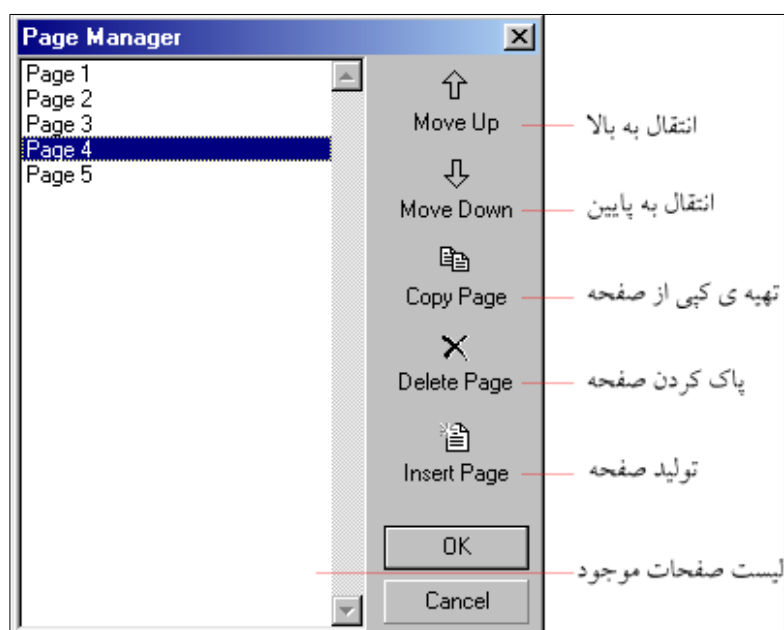 Page Manager
Page 1
Page 2
Page 3
Page 4
Page 5
Move Up
انتقال به بالا
Move Down
انتقال به پایین
Copy Page
تهیه ی کپی از صفحه
Delete Page
پاک کردن صفحه
Insert Page
تولید صفحه
OK
لیست صفحات موجود
Cancel